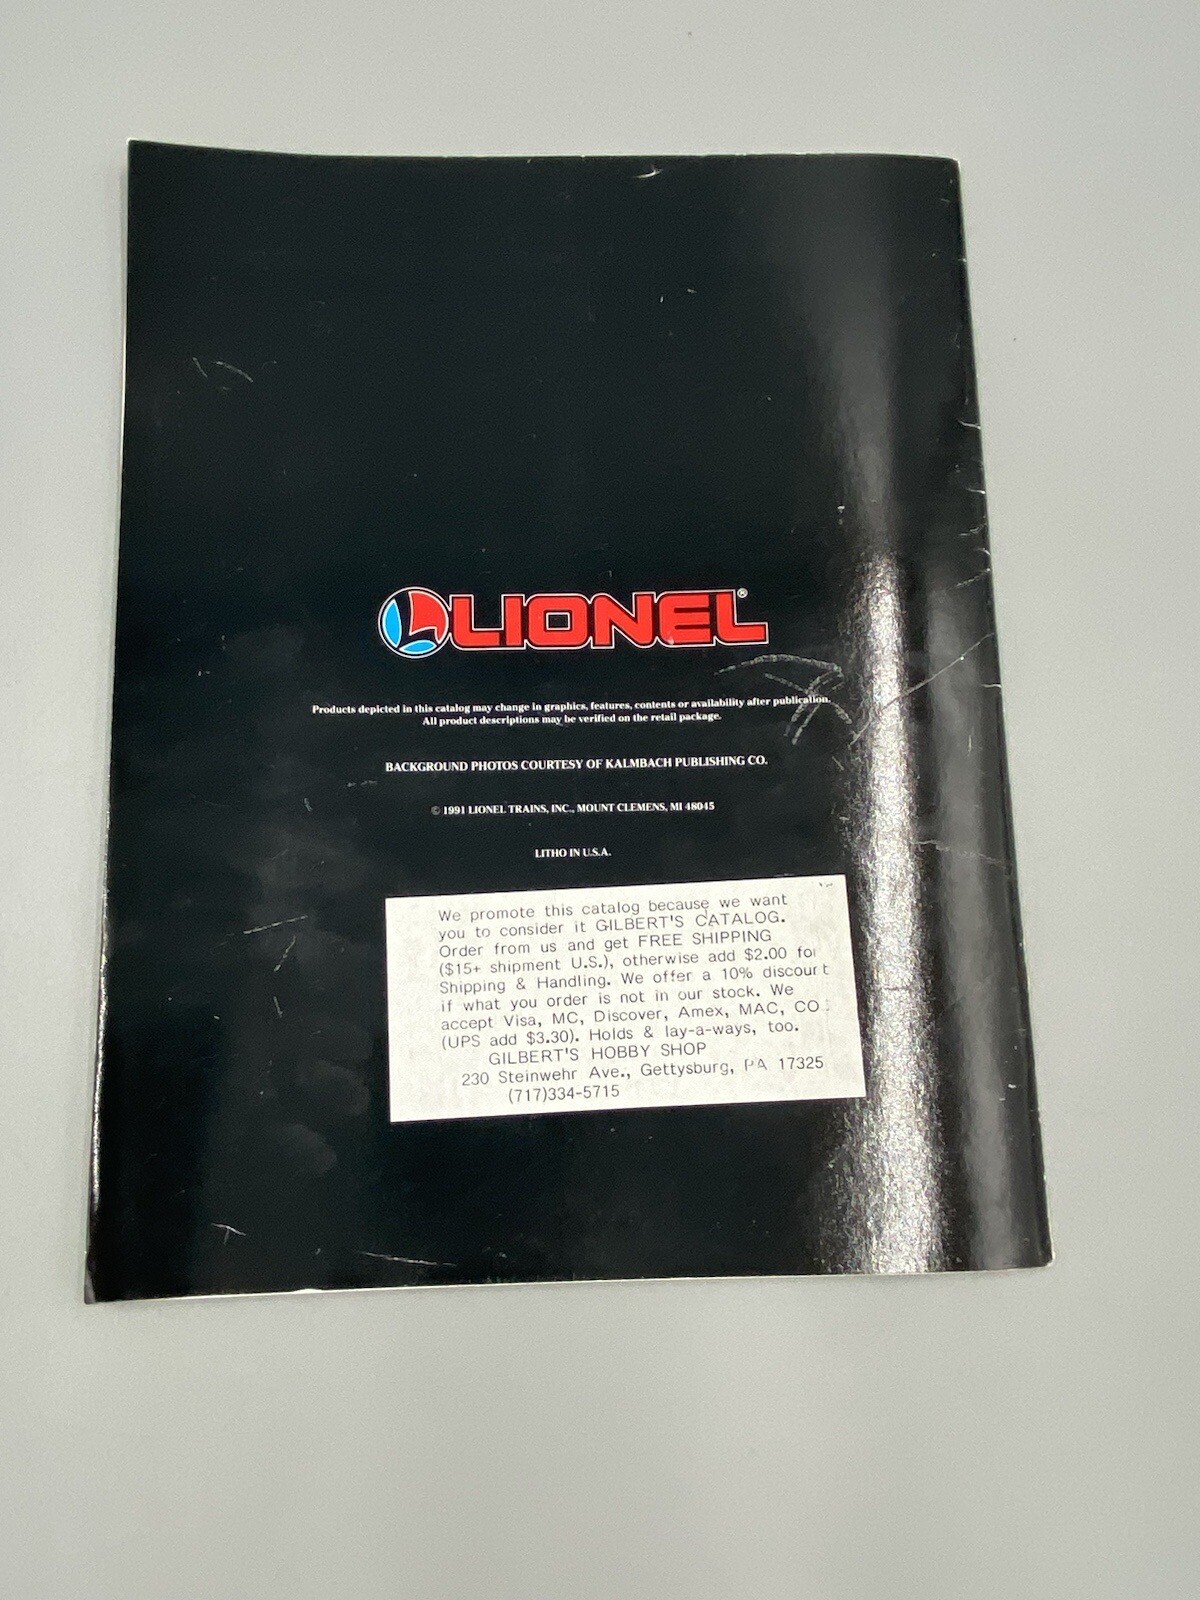 LIONEL®
Products depicted in this catalog may change in graphics, features, contents or availability after publication.
All product descriptions may be verified on the retail package.
BACKGROUND PHOTOS COURTESY OF KALMBACH PUBLISHING CO.
© 1991 LIONEL TRAINS, INC., MOUNT CLEMENS, MI 48045
LITHO IN U.S.A.
We promote this catalog because we want
you to consider it GILBERT'S CATALOG.
Order from us and get FREE SHIPPING
($15+ shipment U.S.), otherwise add $2.00 for
Shipping & Handling. We offer a 10% discount
if what you order is not in our stock. We
accept Visa, MC, Discover, Amex, MAC,
(UPS add $3.30). Holds & lay-a-ways, too.
GILBERT'S HOBBY SHOP
230 Steinwehr Ave., Gettysburg, PA 17325
(717)334-5715